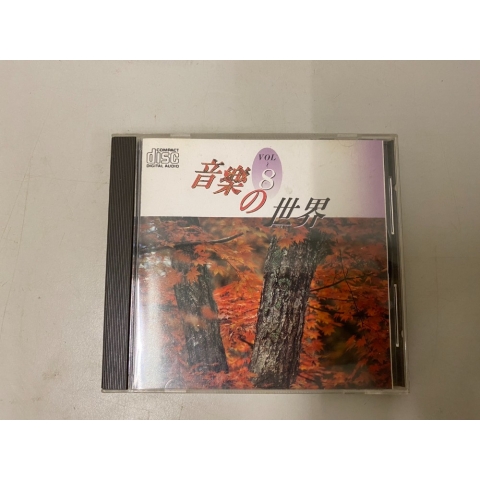 COMPACT
disc
DIGITAL AUDIO
VOL
8
音樂の世界